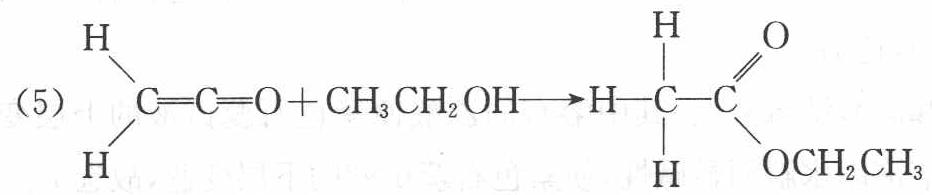 H H O
(5) C=C=O+CH₃CH₂OH→H—C—C
H H OCH₂CH₃